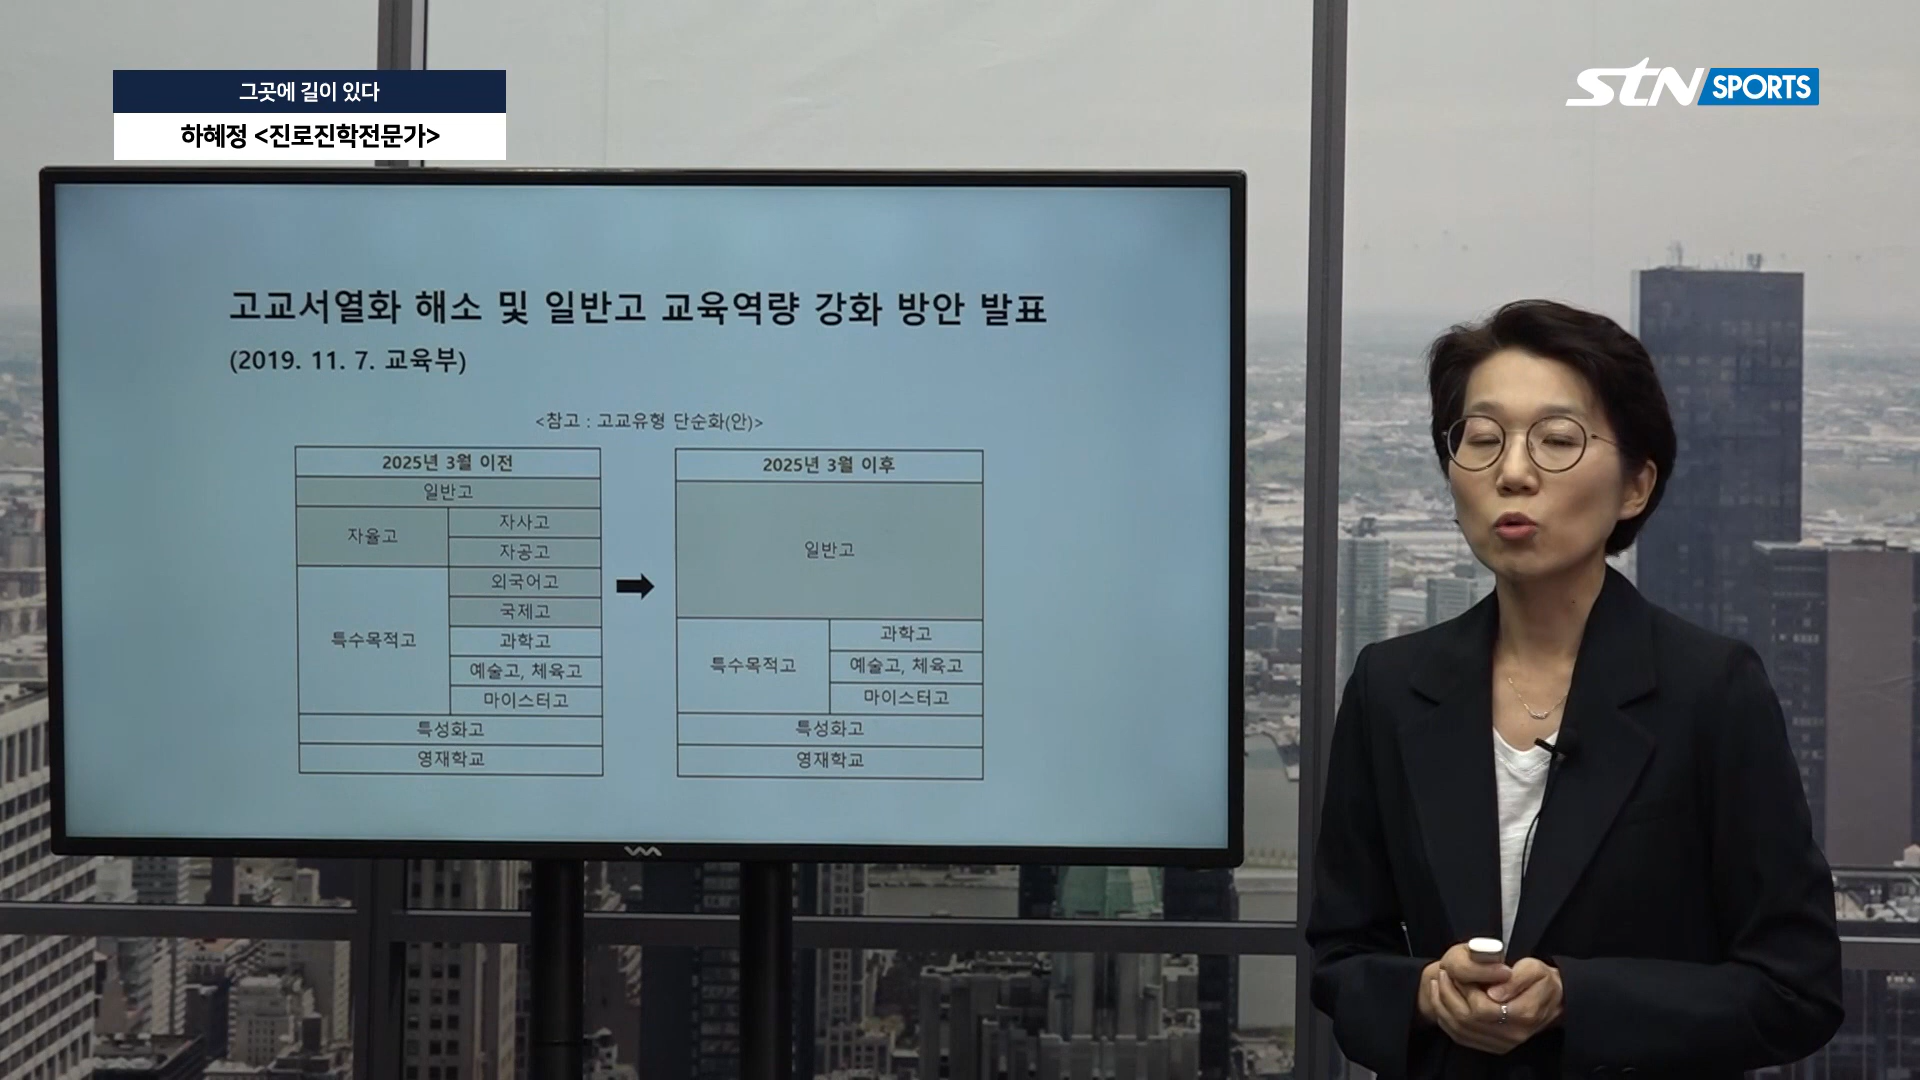 그곳에 길이 있다
하혜정 <진로진학전문가>
STN SPORTS
고교서열화 해소 및 일반고 교육역량 강화 방안 발표
(2019. 11. 7. 교육부)
<참고 : 고교유형 단순화(안)>
2025년 3월 이전
일반고
자율고
자사고
자공고
특수목적고
외국어고
국제고
과학고
예술고, 체육고
마이스터고
특성화고
영재학교
2025년 3월 이후
일반고
특수목적고
과학고
예술고, 체육고
마이스터고
특성화고
영재학교